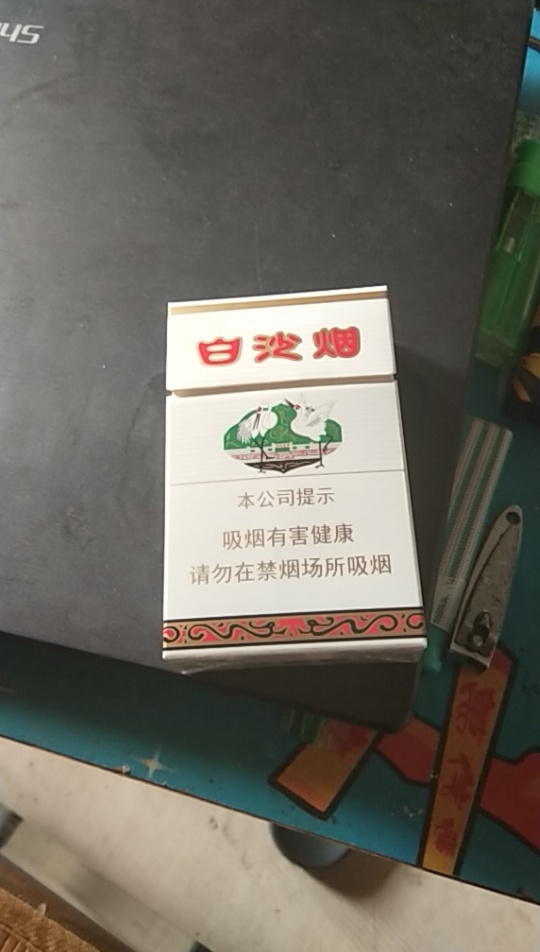 白沙烟
本公司提示
吸烟有害健康
请勿在禁烟场所吸烟